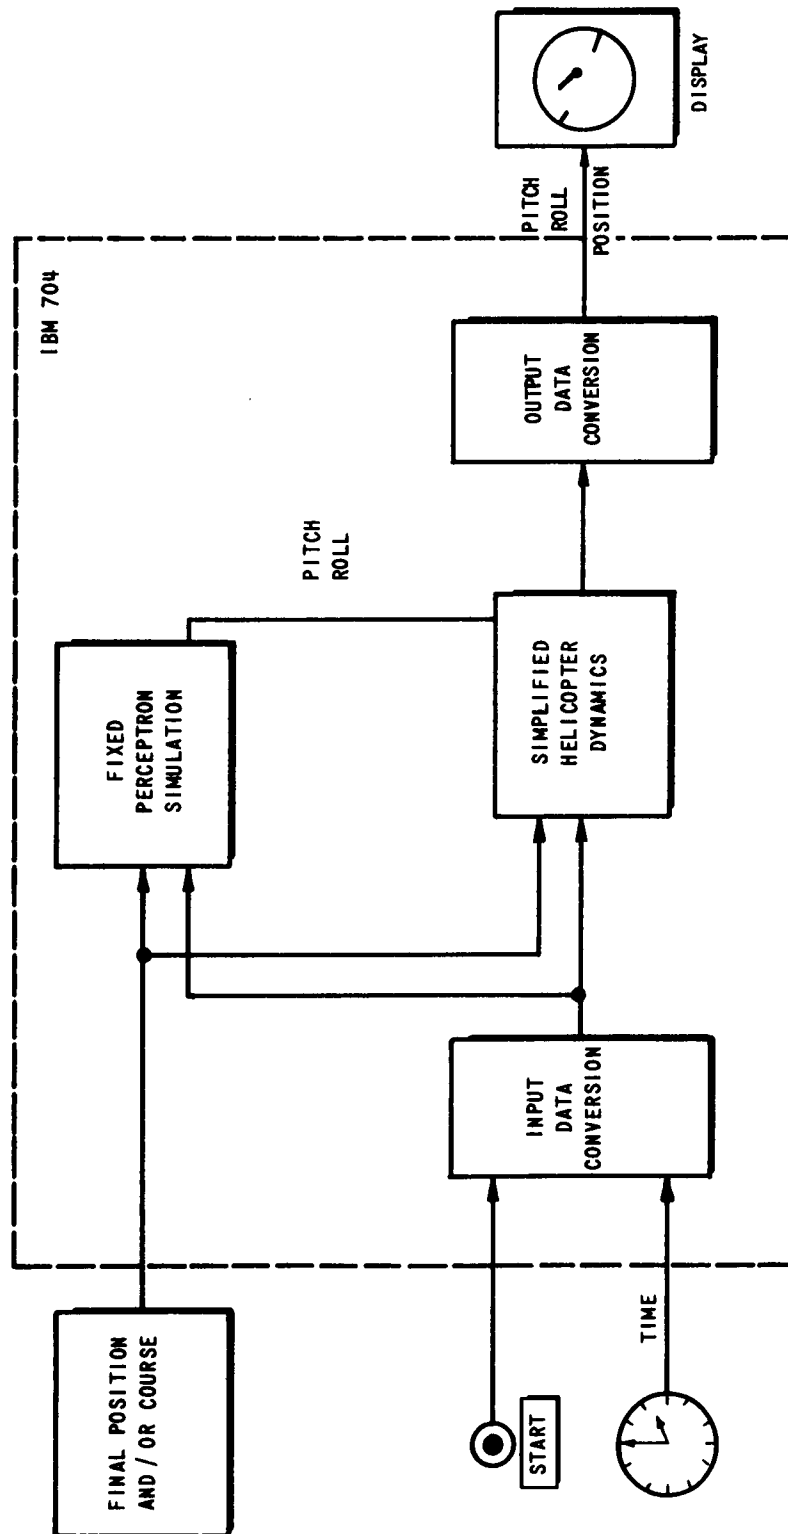 FINAL POSITION
AND/OR COURSE
START
TIME
IBM 704
INPUT
DATA
CONVERSION
FIXED
PERCEPTRON
SIMULATION
PITCH
ROLL
SIMPLIFIED
HELICOPTER
DYNAMICS
OUTPUT
DATA
CONVERSION
PITCH
ROLL
POSITION
DISPLAY